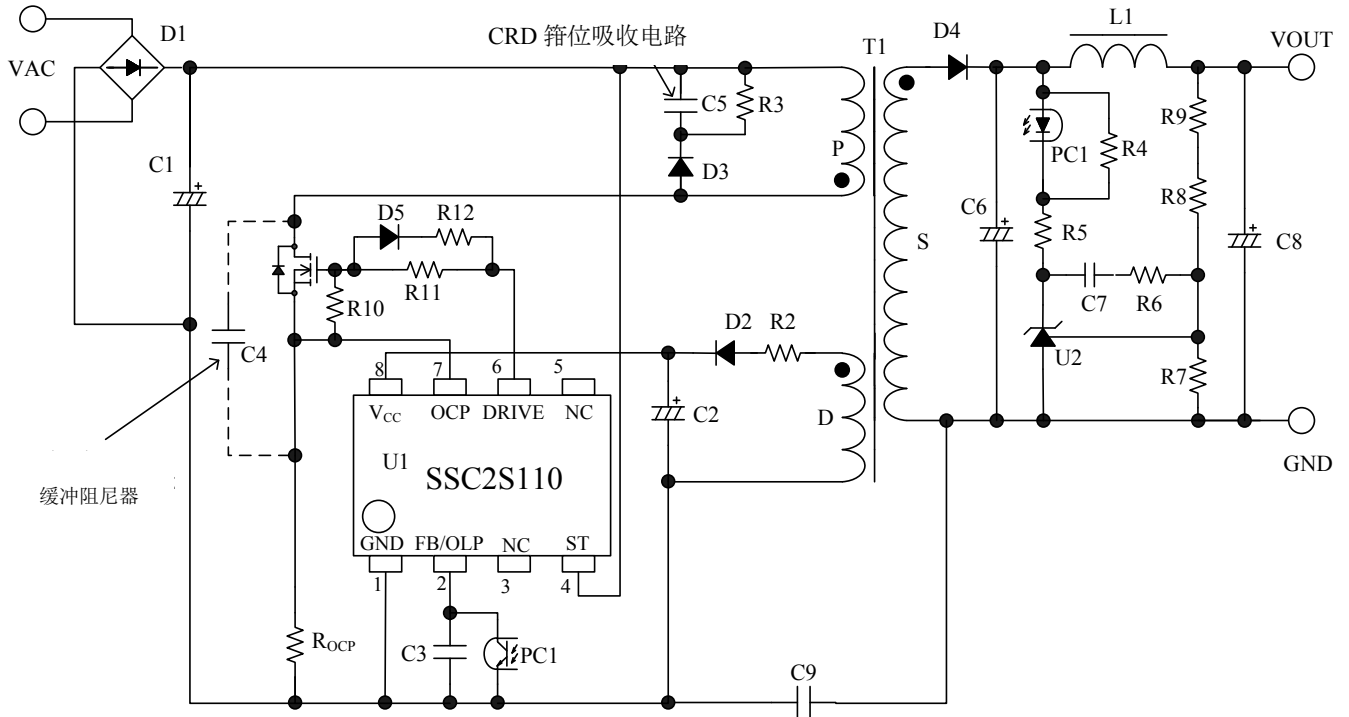 D1
VAC
C1
CRD 箝位吸收电路
C5
R3
D3
T1
P
S
D
D4
L1
VOUT
PC1
R4
R9
R8
C6
R5
C8
C7
R6
U2
R7
GND
D5
R12
R11
R10
C4
缓冲阻尼器
D2
R2
C2
8
7
6
5
VCC
OCP
DRIVE
NC
U1
SSC2S110
GND
FB/OLP
NC
ST
1
2
3
4
ROCP
C3
PC1
C9